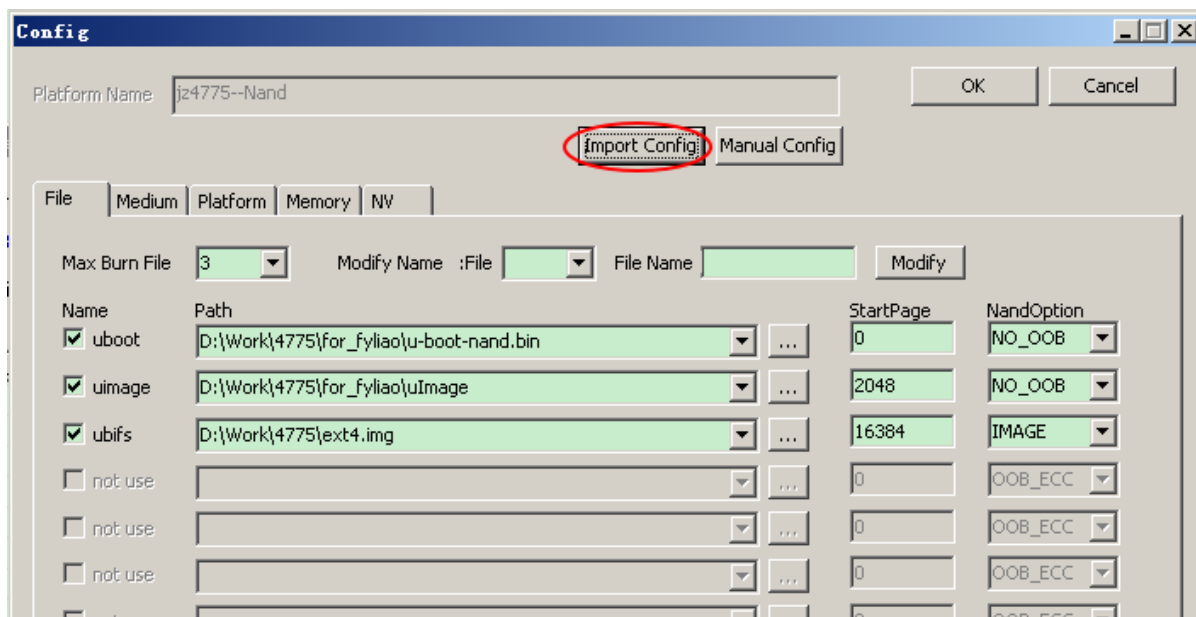 Config
Platform Name jz4775--Nand OK Cancel
Import Config Manual Config
File Medium Platform Memory NV
Max Burn File 3 Modify Name :File File Name Modify
Name Path StartPage NandOption
uboot D:\Work\4775\for_fyliao\u-boot-nand.bin ... 0 NO_OOB
uimage D:\Work\4775\for_fyliao\uImage ... 2048 NO_OOB
ubifs D:\Work\4775\ext4.img ... 16384 IMAGE
not use ... 0 OOB_ECC
not use ... 0 OOB_ECC
not use ... 0 OOB_ECC